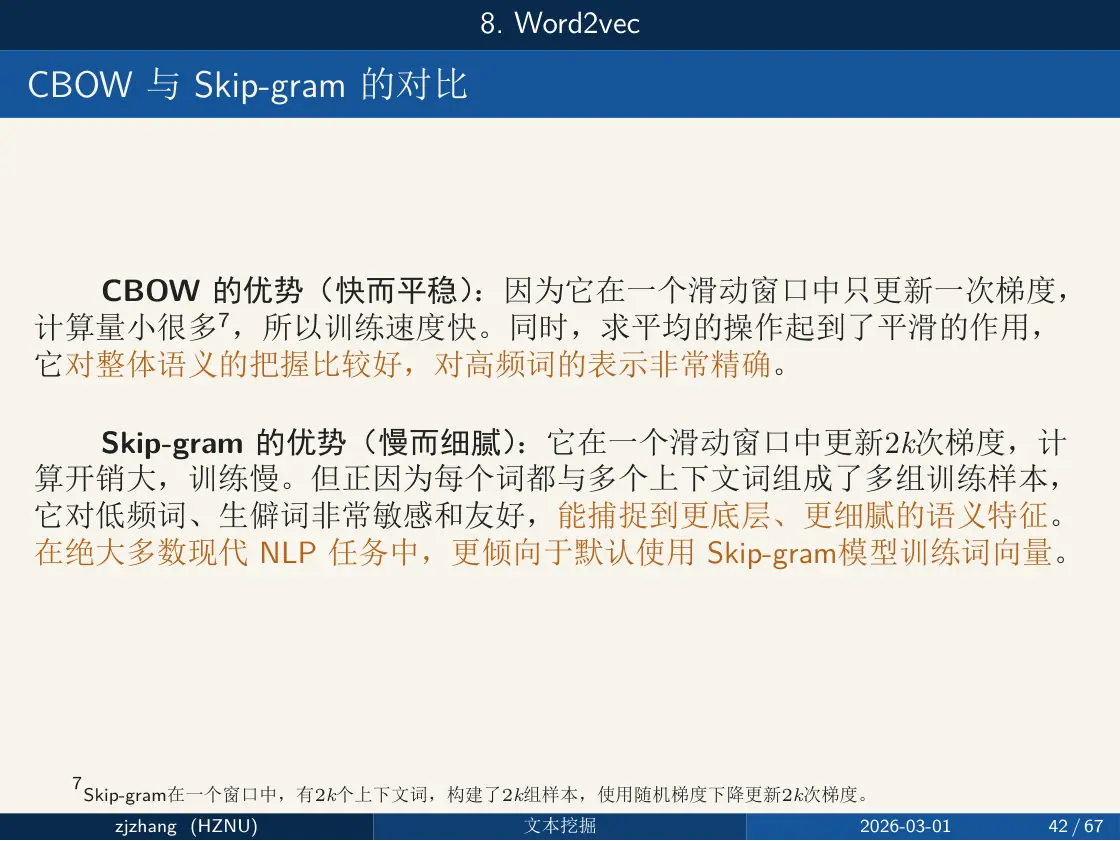 8. Word2vec
CBOW 与 Skip-gram 的对比
CBOW 的优势（快而平稳）：因为它在一个滑动窗口中只更新一次梯度，
计算量小很多7，所以训练速度快。同时，求平均的操作起到了平滑的作用，
它对整体语义的把握比较好，对高频词的表示非常精确。
Skip-gram 的优势（慢而细腻）：它在一个滑动窗口中更新2k次梯度，计
算开销大，训练慢。但正因为每个词都与多个上下文词组成了多组训练样本，
它对低频词、生僻词非常敏感和友好，能捕捉到更底层、更细腻的语义特征。
在绝大多数现代 NLP 任务中，更倾向于默认使用 Skip-gram模型训练词向量。
7Skip-gram在一个窗口中，有2k个上下文词，构建了2k组样本，使用随机梯度下降更新2k次梯度。
zjzhang (HZNU) 文本挖掘 2026-03-01 42 / 67